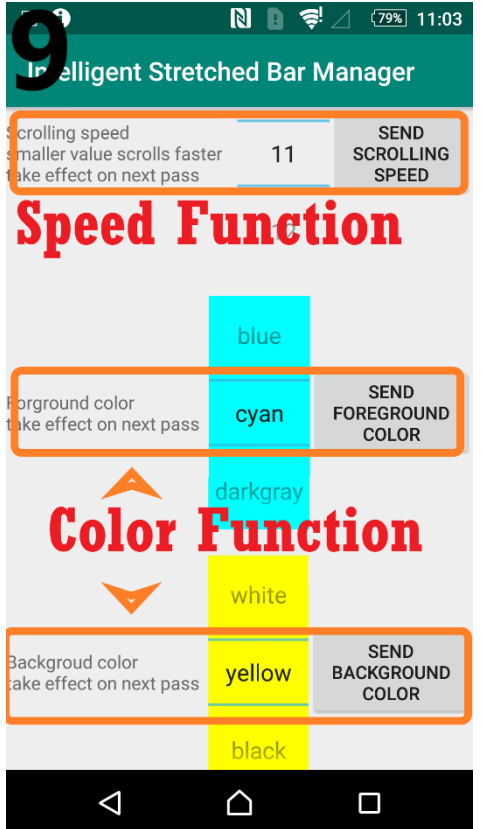 9
79% 11:03
Intelligent Stretched Bar Manager
Scrolling speed
smaller value scrolls faster
take effect on next pass
11
SEND
SCROLLING
SPEED
12
Speed Function
blue
Forground color
take effect on next pass
cyan
SEND
FOREGROUND
COLOR
darkgray
Color Function
white
Backgroud color
take effect on next pass
yellow
SEND
BACKGROUND
COLOR
black